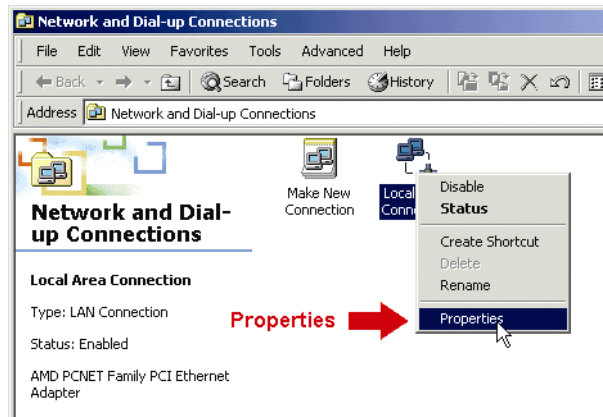 Network and Dial-up Connections
File Edit View Favorites Tools Advanced Help
Back Search Folders History
Address Network and Dial-up Connections
Make New
Connection
Local
Conn
Network and Dial-
up Connections
Local Area Connection
Type: LAN Connection
Status: Enabled
AMD PCNET Family PCI Ethernet
Adapter
Disable
Status
Create Shortcut
Delete
Rename
Properties
Properties